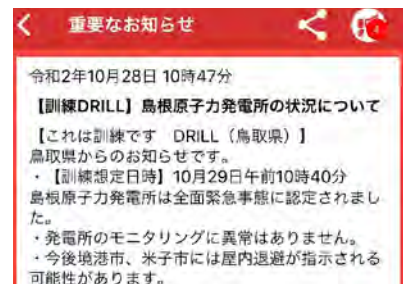 重要なお知らせ
令和2年10月28日 10時47分
【訓練DRILL】島根原子力発電所の状況について
【これは訓練です　DRILL（鳥取県）】
鳥取県からのお知らせです。
・【訓練想定日時】10月29日午前10時40分
島根原子力発電所は全面緊急事態に認定されまし
た。
・発電所のモニタリングに異常はありません。
・今後境港市、米子市には屋内退避が指示される
可能性があります。